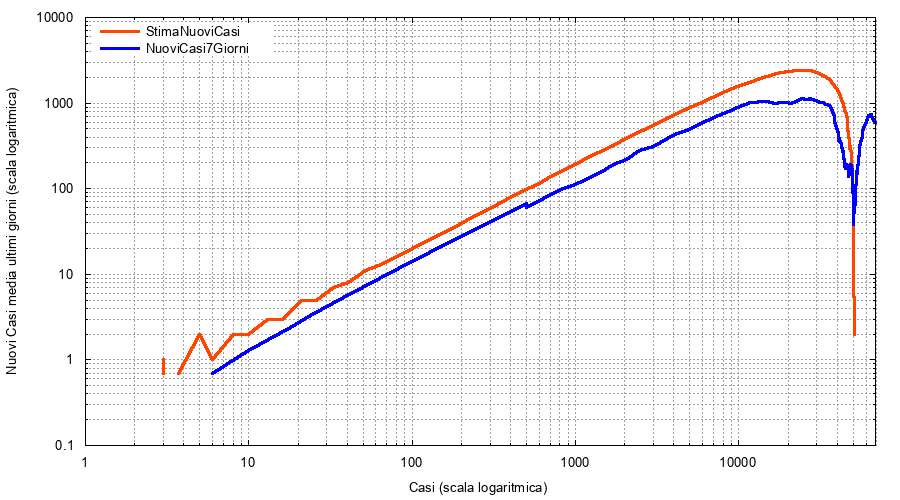 10000
StimaNuoviCasi
NuoviCasi7Giorni
1000
100
10
1
0.1
Nuovi Casi media ultimi giorni (scala logaritmica)
1 10 100 1000 10000
Casi (scala logaritmica)